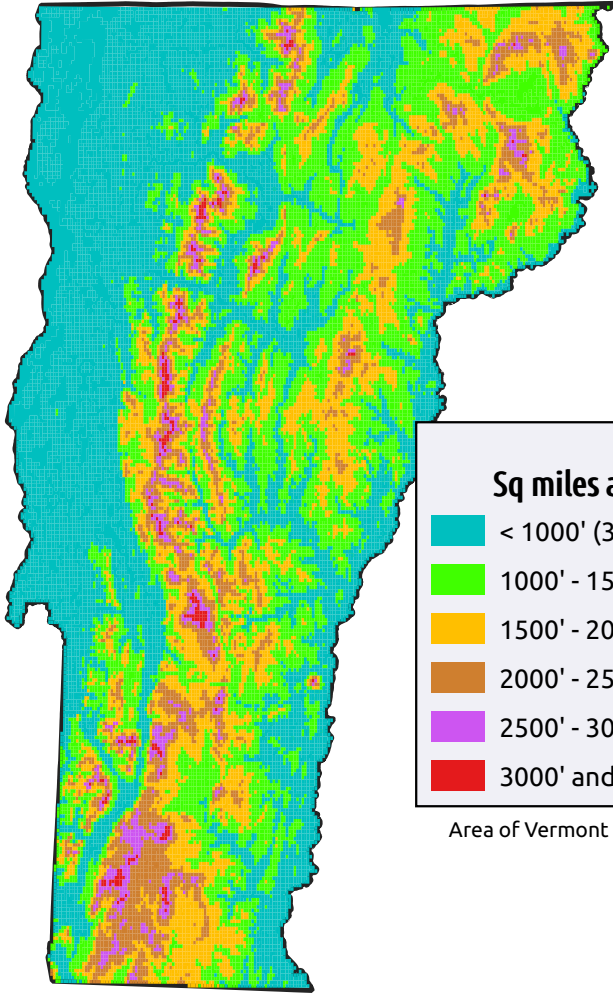 Sq miles a
< 1000' (3
1000' - 15
1500' - 20
2000' - 25
2500' - 30
3000' and
Area of Vermont